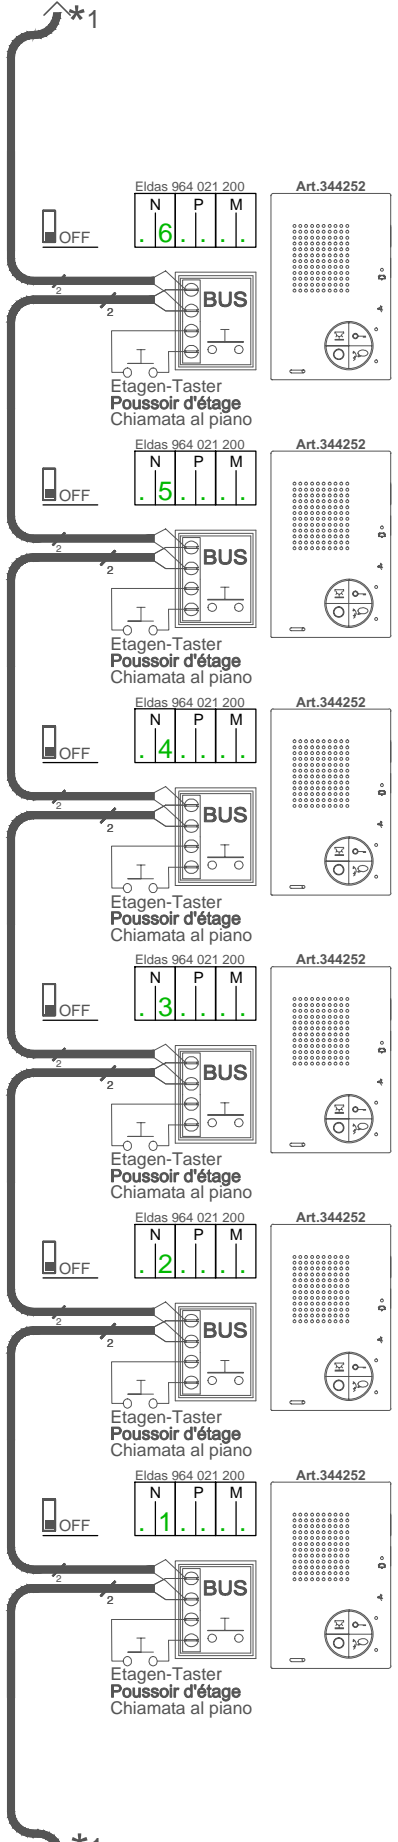 *1
Eldas 964 021 200 Art.344252
N P M
OFF . 6 . . . .
2 BUS
2
Etagen-Taster
Poussoir d'étage
Chiamata al piano
Eldas 964 021 200 Art.344252
N P M
OFF . 5 . . . .
2 BUS
2
Etagen-Taster
Poussoir d'étage
Chiamata al piano
Eldas 964 021 200 Art.344252
N P M
OFF . 4 . . . .
2 BUS
2
Etagen-Taster
Poussoir d'étage
Chiamata al piano
Eldas 964 021 200 Art.344252
N P M
OFF . 3 . . . .
2 BUS
2
Etagen-Taster
Poussoir d'étage
Chiamata al piano
Eldas 964 021 200 Art.344252
N P M
OFF . 2 . . . .
2 BUS
2
Etagen-Taster
Poussoir d'étage
Chiamata al piano
Eldas 964 021 200 Art.344252
N P M
OFF . 1 . . . .
2 BUS
2
Etagen-Taster
Poussoir d'étage
Chiamata al piano
*1